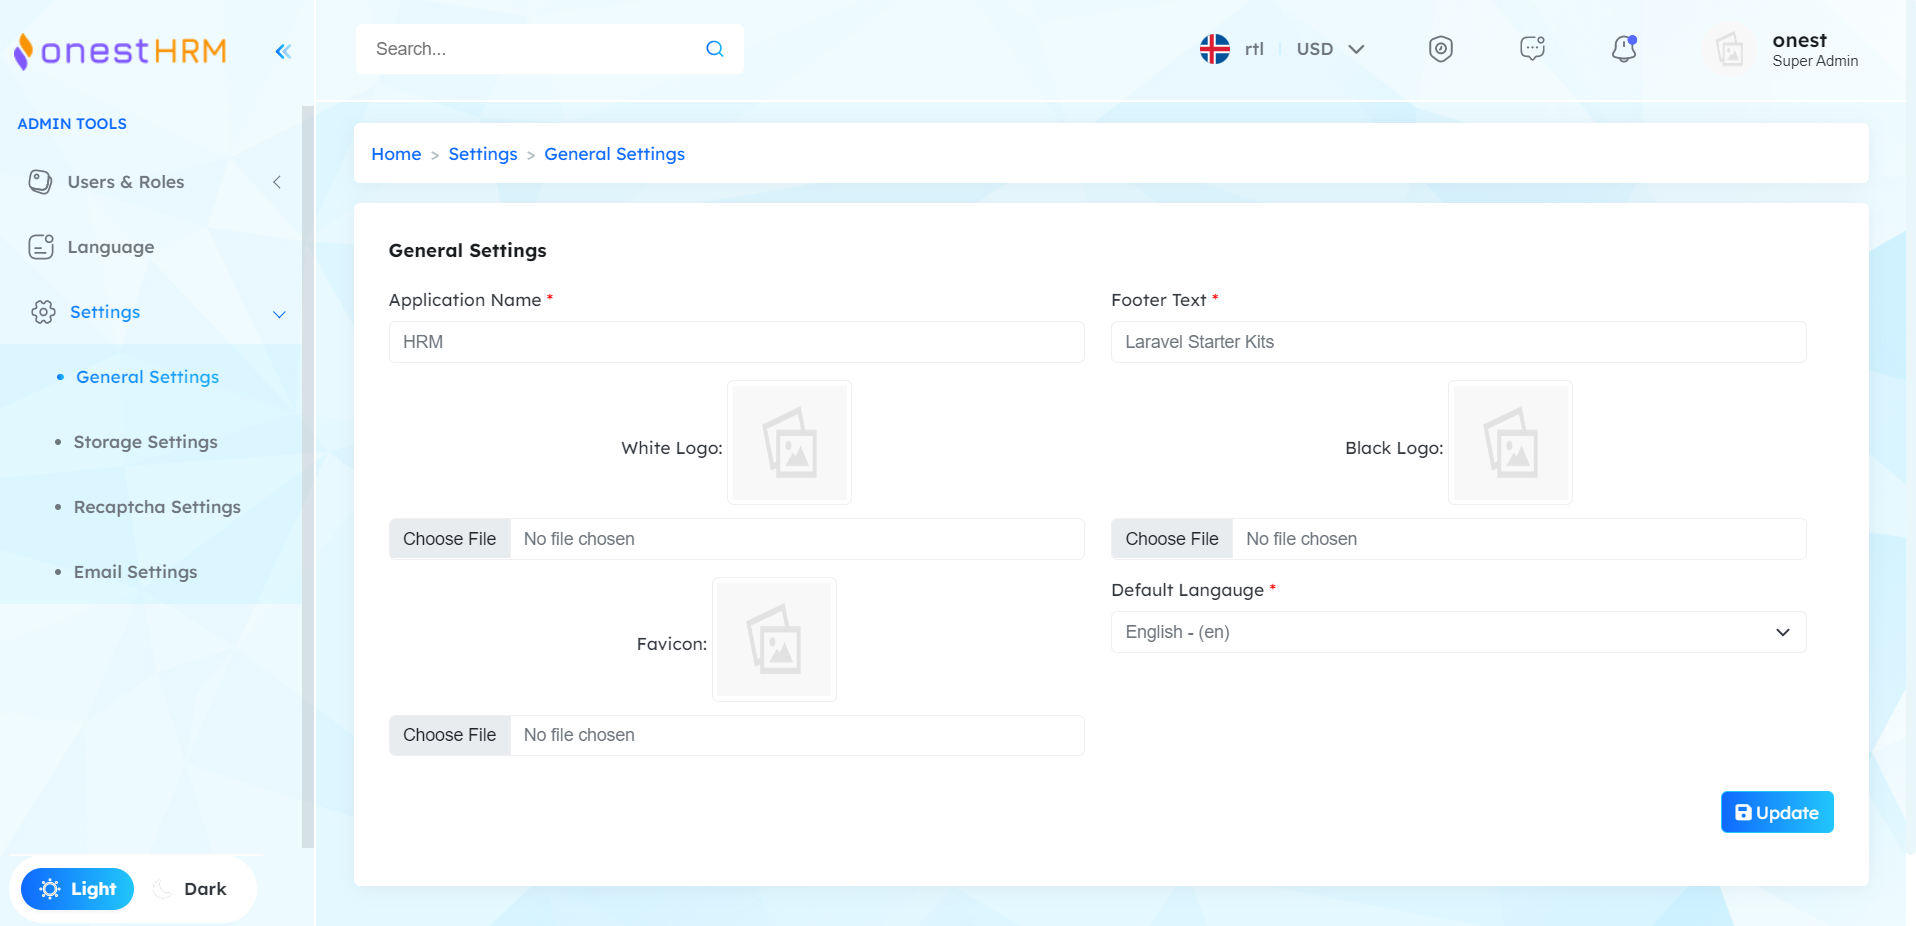 onestHRM
Search...
rtl
USD
onest
Super Admin
ADMIN TOOLS
Users & Roles
Language
Settings
General Settings
Storage Settings
Recaptcha Settings
Email Settings
Light
Dark
Home > Settings > General Settings
General Settings
Application Name *
HRM
Footer Text *
Laravel Starter Kits
White Logo:
Choose File No file chosen
Black Logo:
Choose File No file chosen
Favicon:
Choose File No file chosen
Default Langauge *
English - (en)
Update